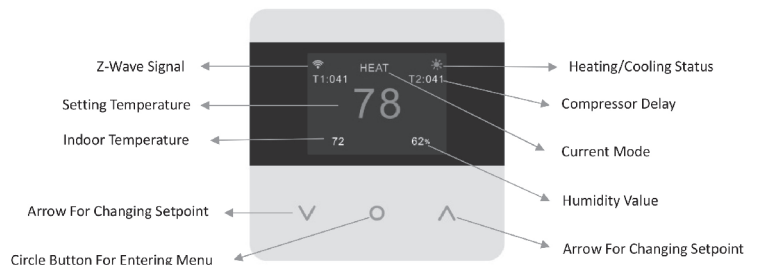 Z-Wave Signal
Setting Temperature
Indoor Temperature
Arrow For Changing Setpoint
Circle Button For Entering Menu
HEAT
T1:041
T2:041
78
72
62%
Heating/Cooling Status
Compressor Delay
Current Mode
Humidity Value
Arrow For Changing Setpoint